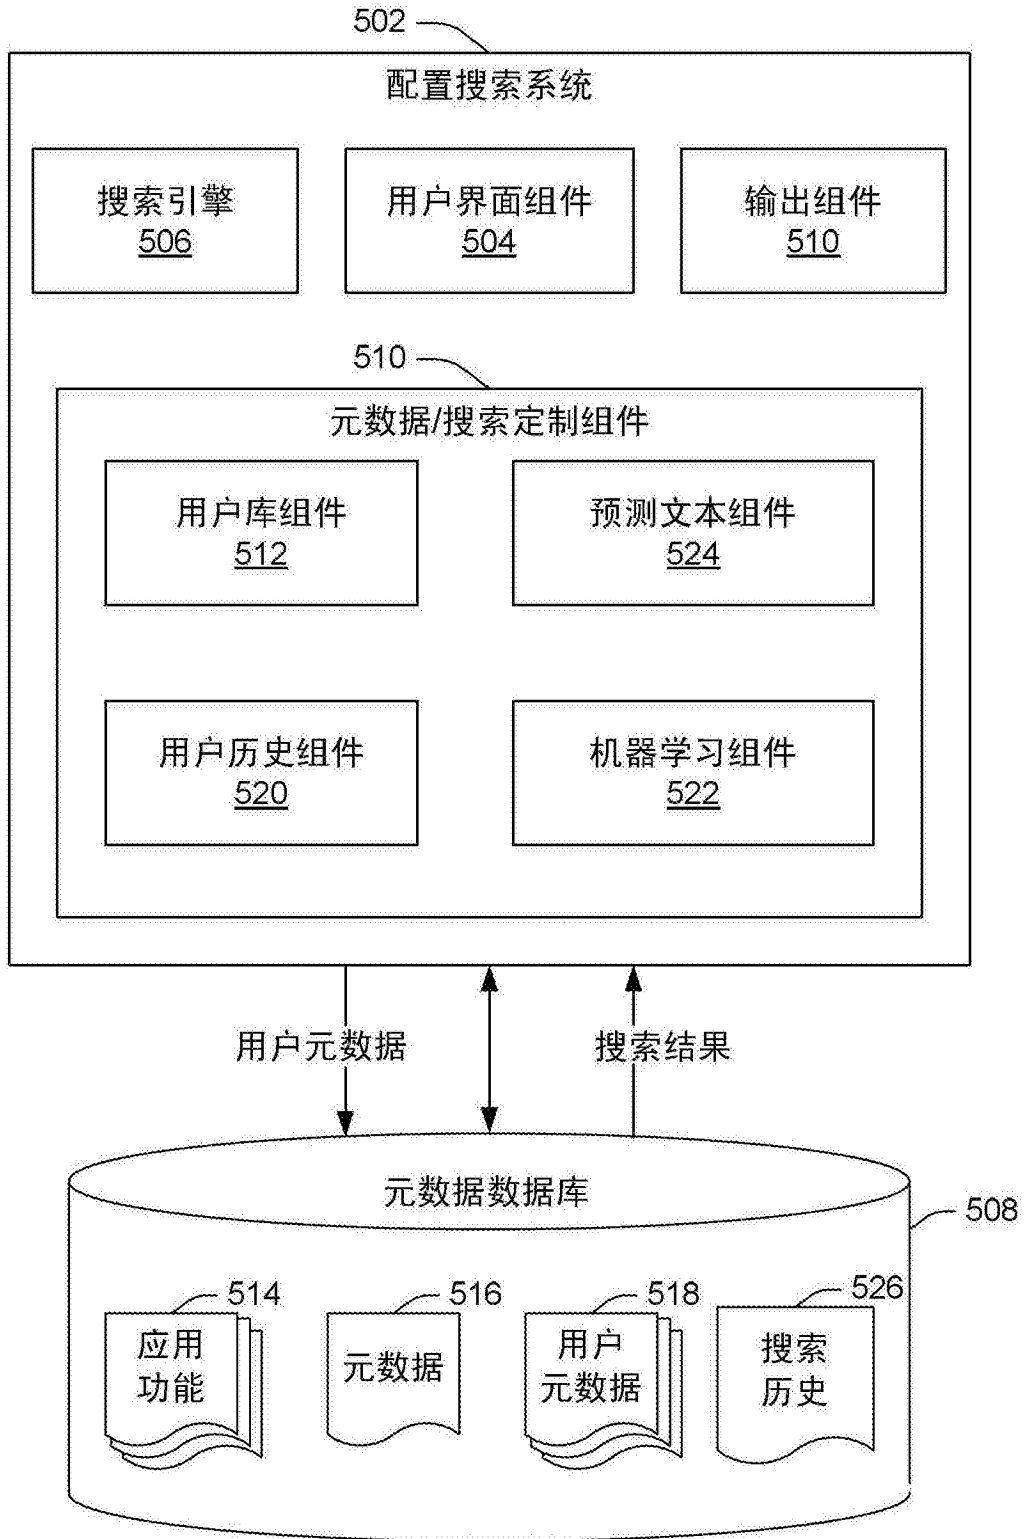 502
配置搜索系统
搜索引擎
506
用户界面组件
504
输出组件
510
510
元数据/搜索定制组件
用户库组件
512
预测文本组件
524
用户历史组件
520
机器学习组件
522
用户元数据
搜索结果
元数据数据库
508
514
应用
功能
516
元数据
518
用户
元数据
526
搜索
历史